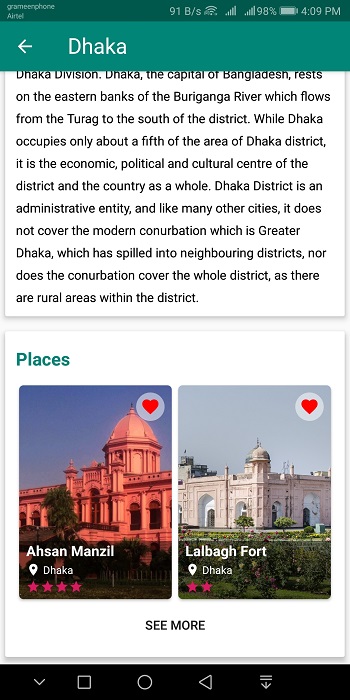 grameenphone
Airtel
91 B/s
98%
4:09 PM
Dhaka
Dhaka Division. Dhaka, the capital of Bangladesh, rests
on the eastern banks of the Buriganga River which flows
from the Turag to the south of the district. While Dhaka
occupies only about a fifth of the area of Dhaka district,
it is the economic, political and cultural centre of the
district and the country as a whole. Dhaka District is an
administrative entity, and like many other cities, it does
not cover the modern conurbation which is Greater
Dhaka, which has spilled into neighbouring districts, nor
does the conurbation cover the whole district, as there
are rural areas within the district.
Places
Ahsan Manzil
Dhaka
Lalbagh Fort
Dhaka
SEE MORE